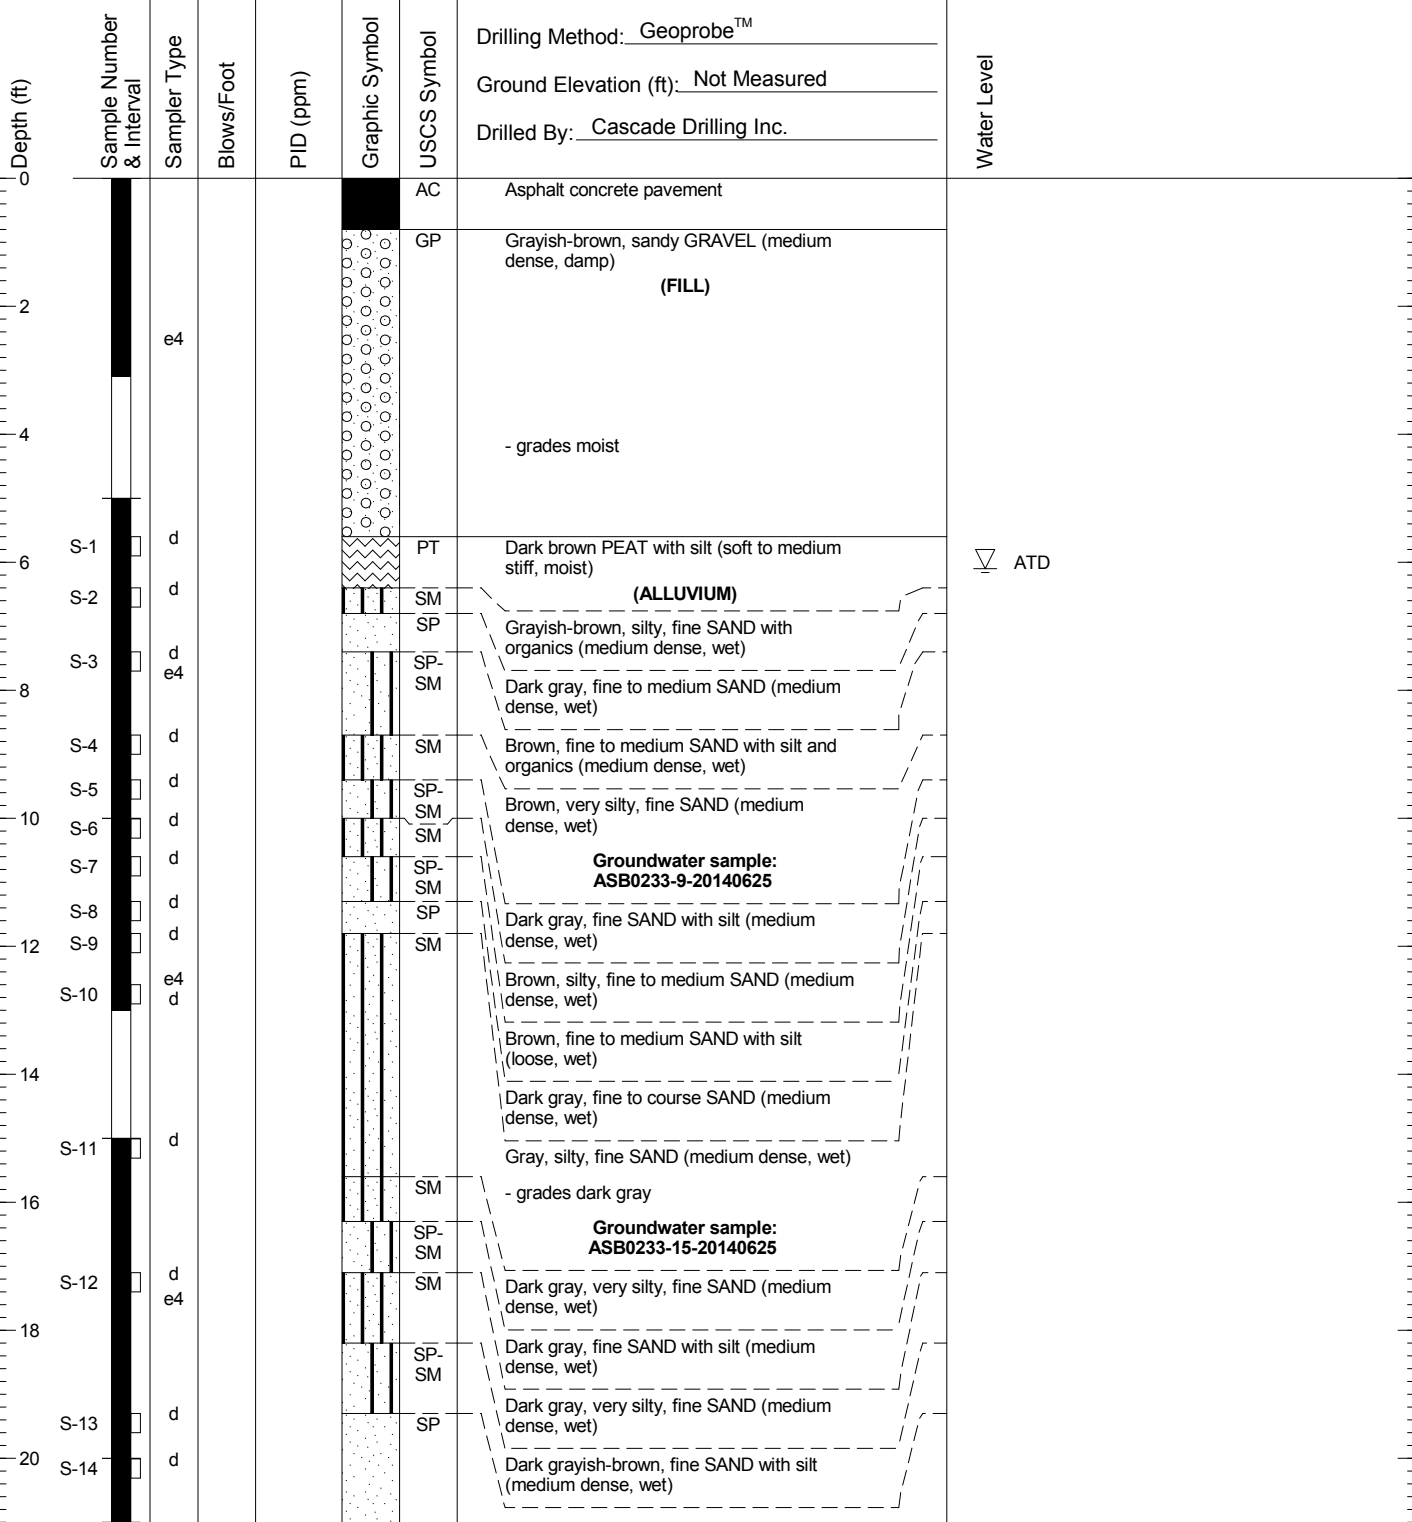 Drilling Method: Geoprobe™
Ground Elevation (ft): Not Measured
Drilled By: Cascade Drilling Inc.
Depth (ft)
Sample Number
& Interval
Sampler Type
Blows/Foot
PID (ppm)
Graphic Symbol
USCS Symbol
Water Level
0
AC
Asphalt concrete pavement
GP
Grayish-brown, sandy GRAVEL (medium
dense, damp)
(FILL)
2
e4
4
- grades moist
S-1
d
PT
Dark brown PEAT with silt (soft to medium
stiff, moist)
6
ATD
S-2
d
SM
(ALLUVIUM)
SP
Grayish-brown, silty, fine SAND with
organics (medium dense, wet)
S-3
d
e4
SP-
SM
8
Dark gray, fine to medium SAND (medium
dense, wet)
S-4
d
SM
Brown, fine to medium SAND with silt and
organics (medium dense, wet)
S-5
d
SP-
SM
Brown, very silty, fine SAND (medium
dense, wet)
10
S-6
d
SM
Groundwater sample:
ASB0233-9-20140625
S-7
d
SP-
SM
S-8
d
SP
Dark gray, fine SAND with silt (medium
dense, wet)
12
S-9
d
SM
S-10
e4
d
Brown, silty, fine to medium SAND (medium
dense, wet)
Brown, fine to medium SAND with silt
(loose, wet)
14
Dark gray, fine to course SAND (medium
dense, wet)
S-11
d
Gray, silty, fine SAND (medium dense, wet)
16
SM
- grades dark gray
SP-
SM
Groundwater sample:
ASB0233-15-20140625
S-12
d
e4
SM
Dark gray, very silty, fine SAND (medium
dense, wet)
18
SP-
SM
Dark gray, fine SAND with silt (medium
dense, wet)
S-13
d
SP
Dark gray, very silty, fine SAND (medium
dense, wet)
20
S-14
d
Dark grayish-brown, fine SAND with silt
(medium dense, wet)